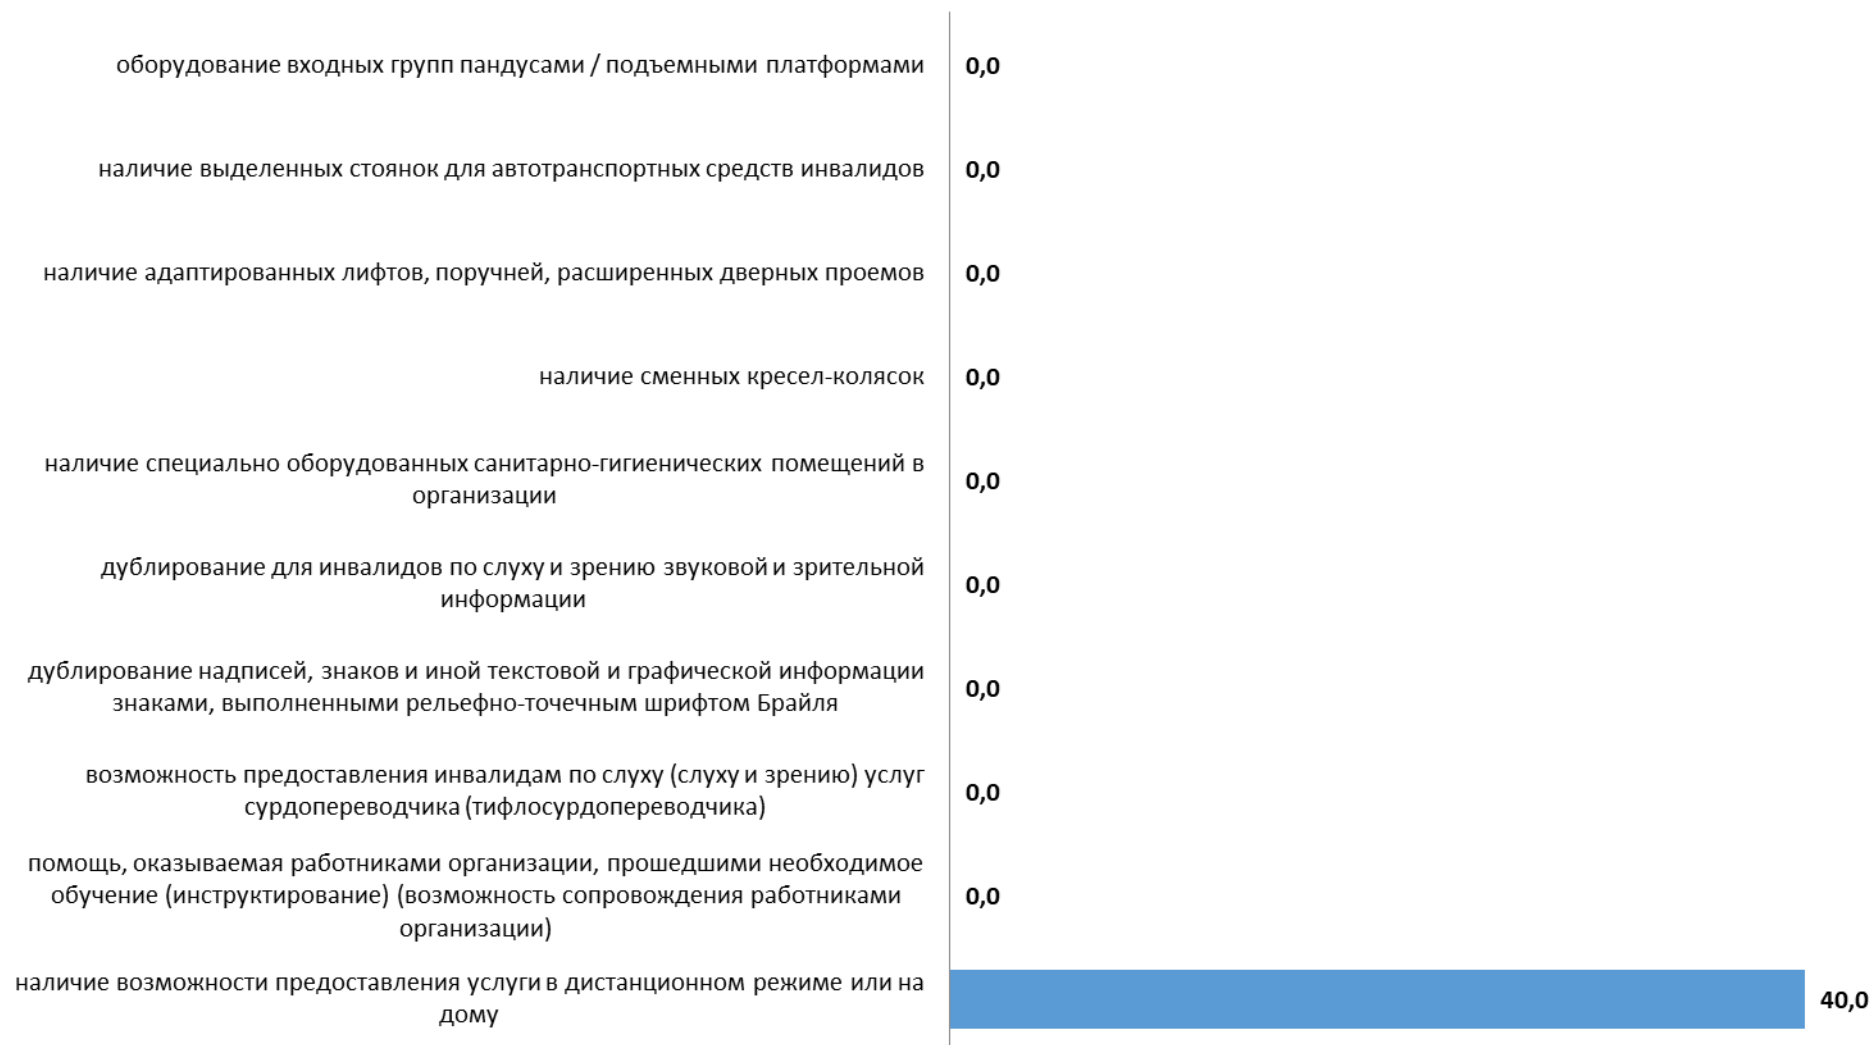 оборудование входных групп пандусами / подъемными платформами
0,0
наличие выделенных стоянок для автотранспортных средств инвалидов
0,0
наличие адаптированных лифтов, поручней, расширенных дверных проемов
0,0
наличие сменных кресел-колясок
0,0
наличие специально оборудованных санитарно-гигиенических помещений в
организации
0,0
дублирование для инвалидов по слуху и зрению звуковой и зрительной
информации
0,0
дублирование надписей, знаков и иной текстовой и графической информации
знаками, выполненными рельефно-точечным шрифтом Брайля
0,0
возможность предоставления инвалидам по слуху (слуху и зрению) услуг
сурдопереводчика (тифлосурдопереводчика)
0,0
помощь, оказываемая работниками организации, прошедшими необходимое
обучение (инструктирование) (возможность сопровождения работниками
организации)
0,0
наличие возможности предоставления услуги в дистанционном режиме или на
дому
40,0